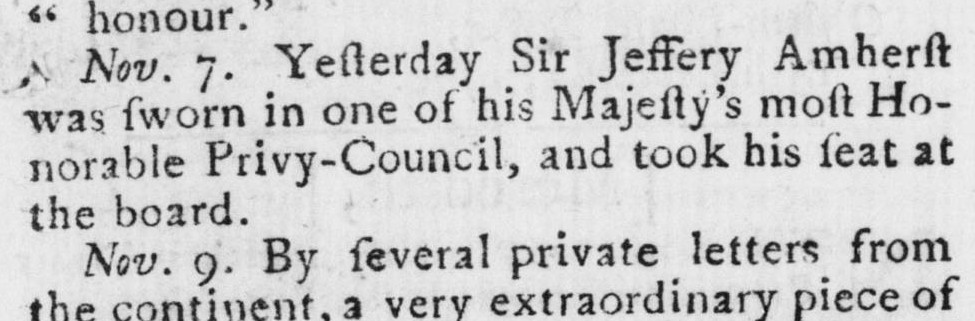 “ honour.”
Nov. 7. Yeſterday Sir Jeffery Amherſt
was ſworn in one of his Majeſty's moſt Ho-
norable Privy-Council, and took his ſeat at
the board.
Nov. 9. By ſeveral private letters from
the continent, a very extraordinary piece of